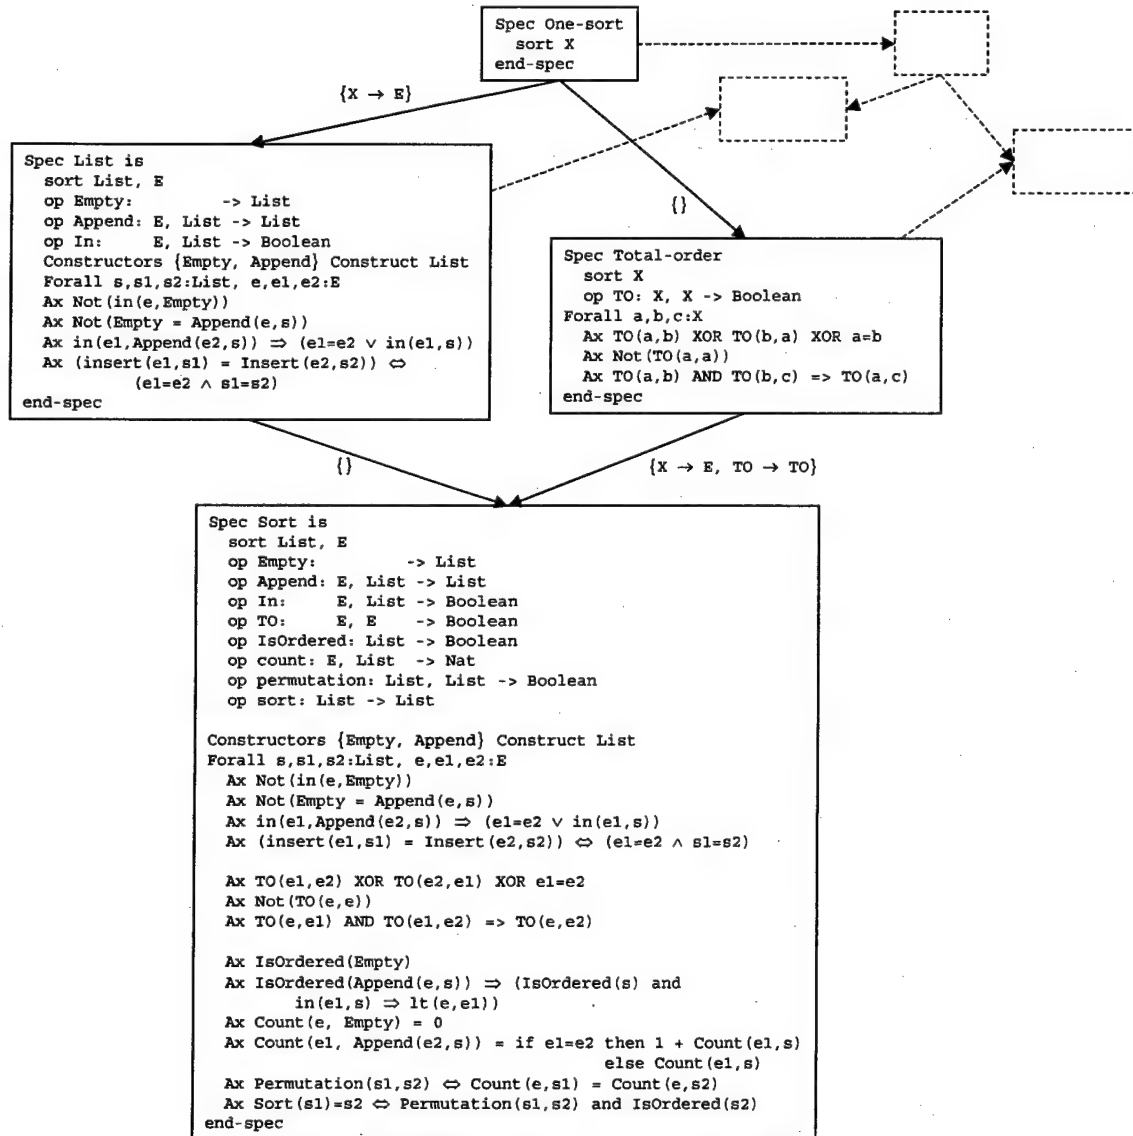 Spec One-sort
sort X
end-spec
{X → E}
Spec List is
sort List, E
op Empty: -> List
op Append: E, List -> List
op In: E, List -> Boolean
Constructors {Empty, Append} Construct List
Forall s,s1,s2:List, e,e1,e2:E
Ax Not(in(e,Empty))
Ax Not(Empty = Append(e,s))
Ax in(e1,Append(e2,s)) ⇒ (e1=e2 ∨ in(e1,s))
Ax (insert(e1,s1) = Insert(e2,s2)) ⇔
(e1=e2 ∧ s1=s2)
end-spec
{}
Spec Total-order
sort X
op TO: X, X -> Boolean
Forall a,b,c:X
Ax TO(a,b) XOR TO(b,a) XOR a=b
Ax Not(TO(a,a))
Ax TO(a,b) AND TO(b,c) => TO(a,c)
end-spec
{}
{X → E, TO → TO}
Spec Sort is
sort List, E
op Empty: -> List
op Append: E, List -> List
op In: E, List -> Boolean
op TO: E, E -> Boolean
op IsOrdered: List -> Boolean
op count: E, List -> Nat
op permutation: List, List -> Boolean
op sort: List -> List
Constructors {Empty, Append} Construct List
Forall s,s1,s2:List, e,e1,e2:E
Ax Not(in(e,Empty))
Ax Not(Empty = Append(e,s))
Ax in(e1,Append(e2,s)) ⇒ (e1=e2 ∨ in(e1,s))
Ax (insert(e1,s1) = Insert(e2,s2)) ⇔ (e1=e2 ∧ s1=s2)
Ax TO(e1,e2) XOR TO(e2,e1) XOR e1=e2
Ax Not(TO(e,e))
Ax TO(e,e1) AND TO(e1,e2) => TO(e,e2)
Ax IsOrdered(Empty)
Ax IsOrdered(Append(e,s)) ⇒ (IsOrdered(s) and
in(e1,s) ⇒ lt(e,e1))
Ax Count(e, Empty) = 0
Ax Count(e1, Append(e2,s)) = if e1=e2 then 1 + Count(e1,s)
else Count(e1,s)
Ax Permutation(s1,s2) ⇔ Count(e,s1) = Count(e,s2)
Ax Sort(s1)=s2 ⇔ Permutation(s1,s2) and IsOrdered(s2)
end-spec